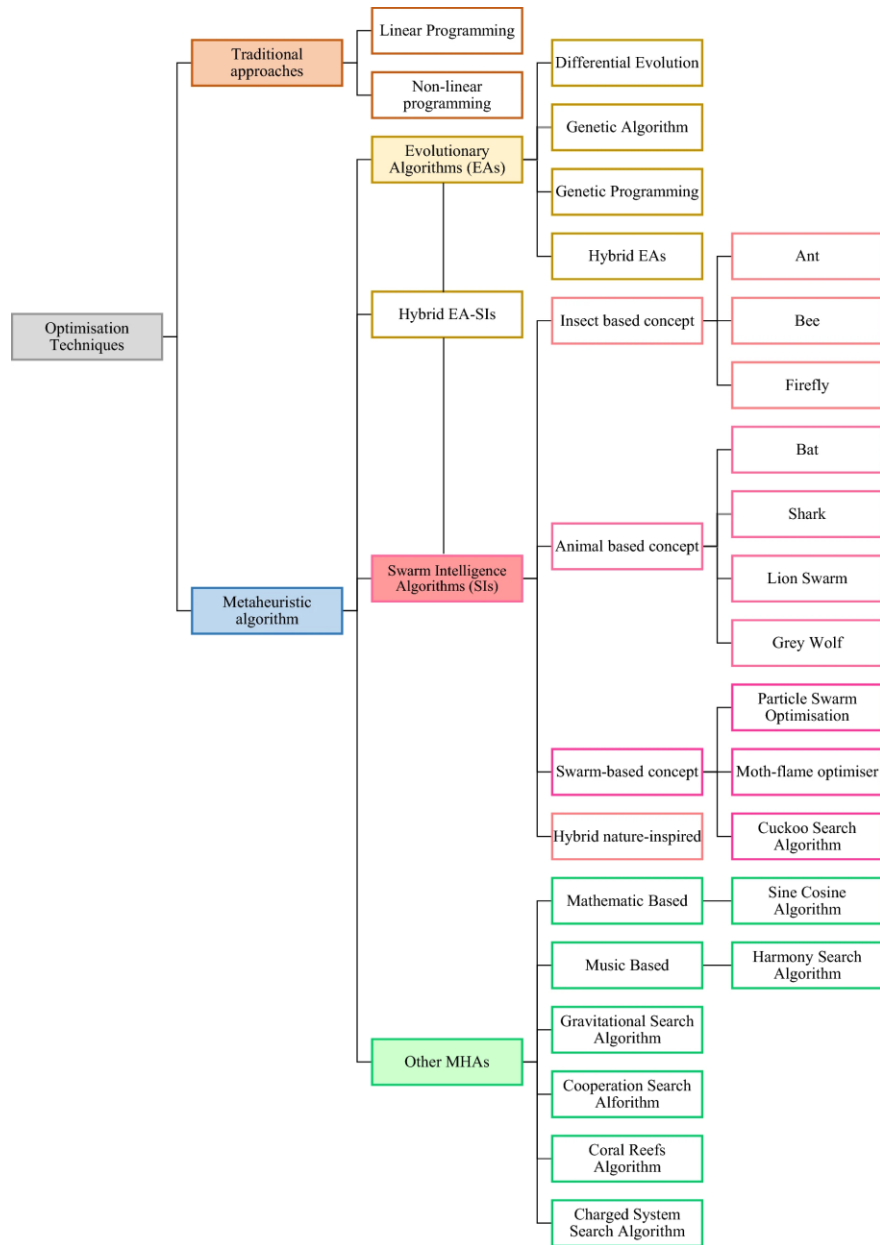 Optimisation
Techniques
Traditional
approaches
Linear Programming
Non-linear
programming
Metaheuristic
algorithm
Evolutionary
Algorithms (EAs)
Differential Evolution
Genetic Algorithm
Genetic Programming
Hybrid EAs
Hybrid EA-SIs
Swarm Intelligence
Algorithms (SIs)
Insect based concept
Ant
Bee
Firefly
Animal based concept
Bat
Shark
Lion Swarm
Grey Wolf
Swarm-based concept
Particle Swarm
Optimisation
Moth-flame optimiser
Cuckoo Search
Algorithm
Hybrid nature-inspired
Other MHAs
Mathematic Based
Sine Cosine
Algorithm
Music Based
Harmony Search
Algorithm
Gravitational Search
Algorithm
Cooperation Search
Alforithm
Coral Reefs
Algorithm
Charged System
Search Algorithm